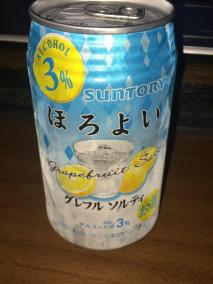 ALCOHOL
3%
SUNTORY
ほろよい
Grapefruit Salt
グレフル ソルティ
Alc.
アルコール分 3%